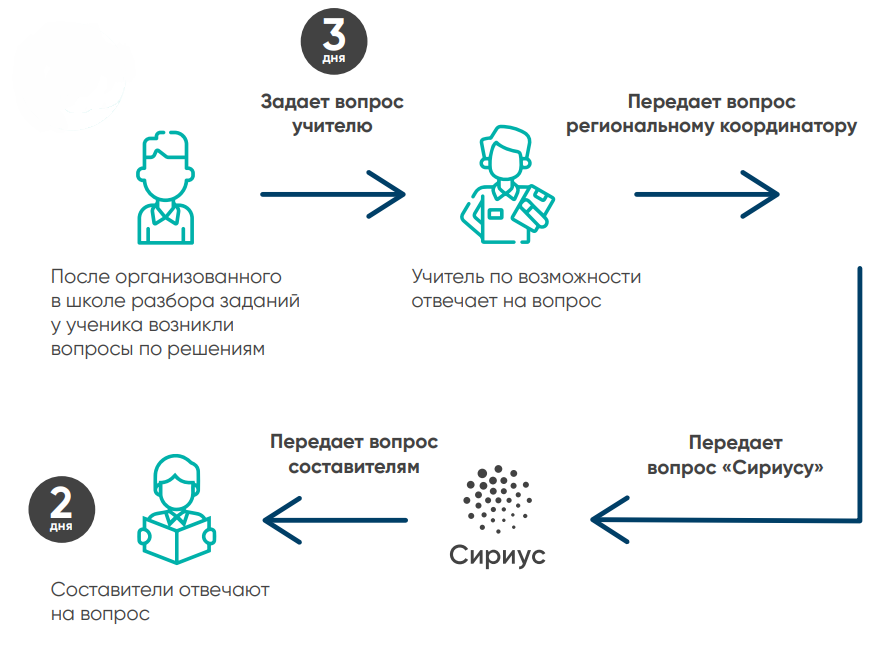 3
дня
Задает вопрос
учителю
Передает вопрос
региональному координатору
После организованного
в школе разбора заданий
у ученика возникли
вопросы по решениям
Учитель по возможности
отвечает на вопрос
Передает
вопрос «Сириусу»
Передает вопрос
составителям
Сириус
2
дня
Составители отвечают
на вопрос